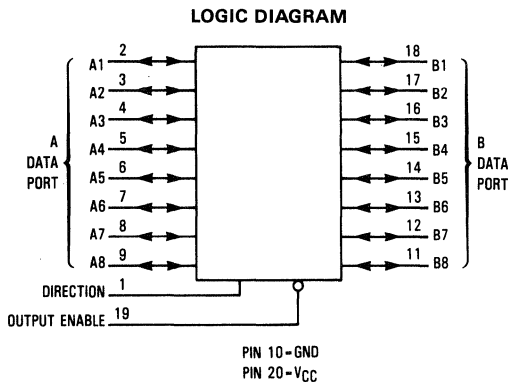 LOGIC DIAGRAM
A1 2 18 B1
A2 3 17 B2
A3 4 16 B3
A4 5 15 B4
A5 6 14 B5
A6 7 13 B6
A7 8 12 B7
A8 9 11 B8
A
DATA
PORT
B
DATA
PORT
DIRECTION 1
OUTPUT ENABLE 19
PIN 10=GND
PIN 20=VCC